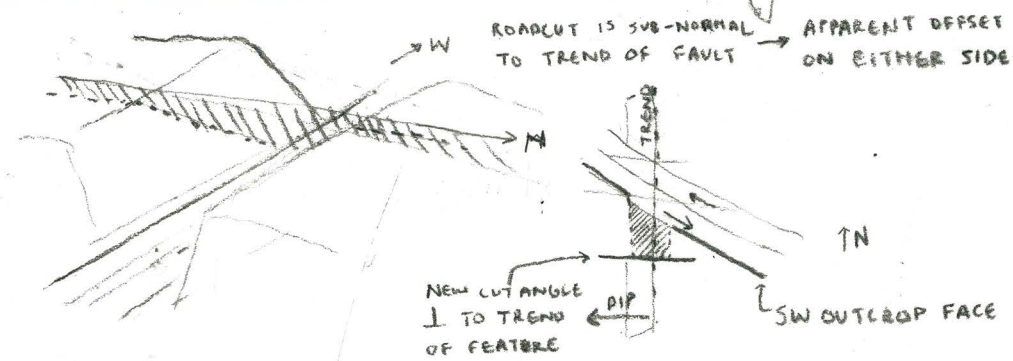 ROADCUT IS SUB-NORMAL
TO TREND OF FAULT → APPARENT OFFSET
ON EITHER SIDE
W
N
TREND
↑N
NEW CUT ANGLE
⊥ TO TREND
OF FEATURE
DIP
SW OUTCROP FACE